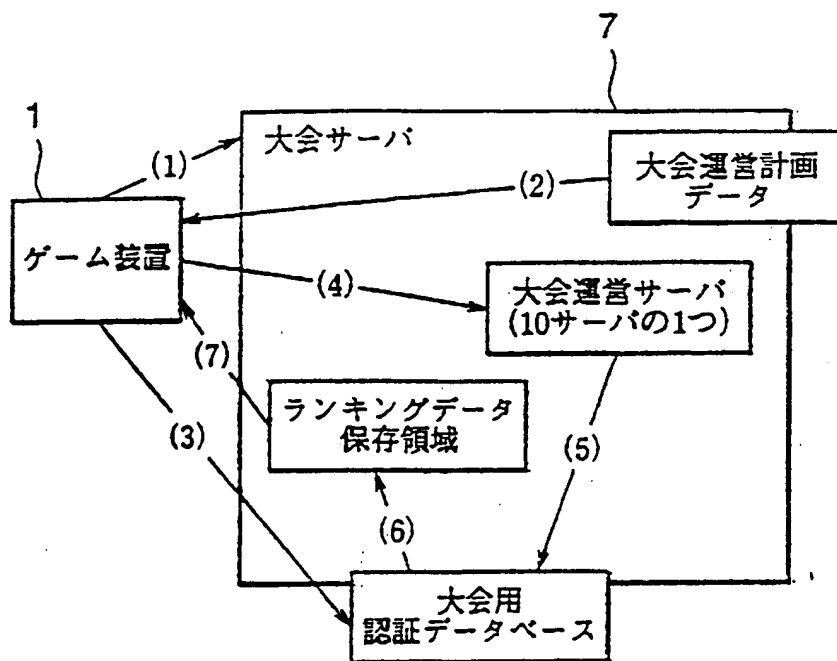 7
1
大会サーバ
(1)
大会運営計画
データ
(2)
ゲーム装置
(4)
大会運営サーバ
(10サーバの1つ)
(7)
ランキングデータ
保存領域
(3)
(5)
(6)
大会用
認証データベース